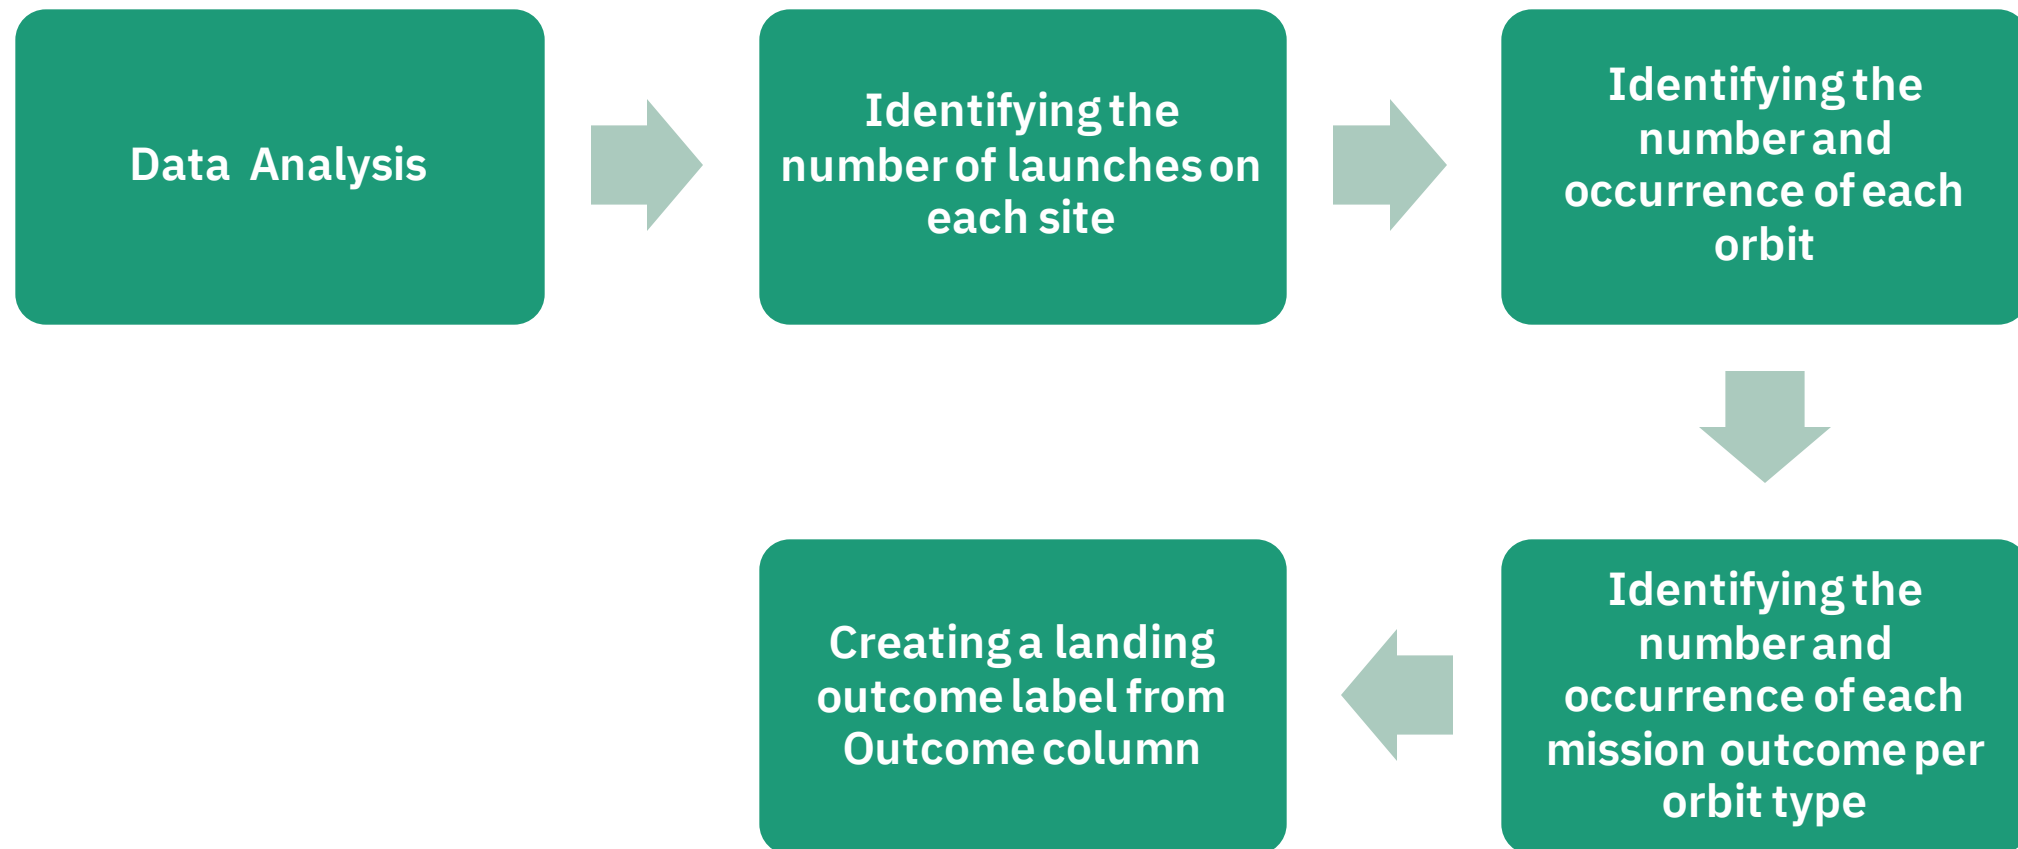 Data Analysis
Identifying the
number of launches on
each site
Identifying the
number and
occurrence of each
orbit
Identifying the
number and
occurrence of each
mission outcome per
orbit type
Creating a landing
outcome label from
Outcome column